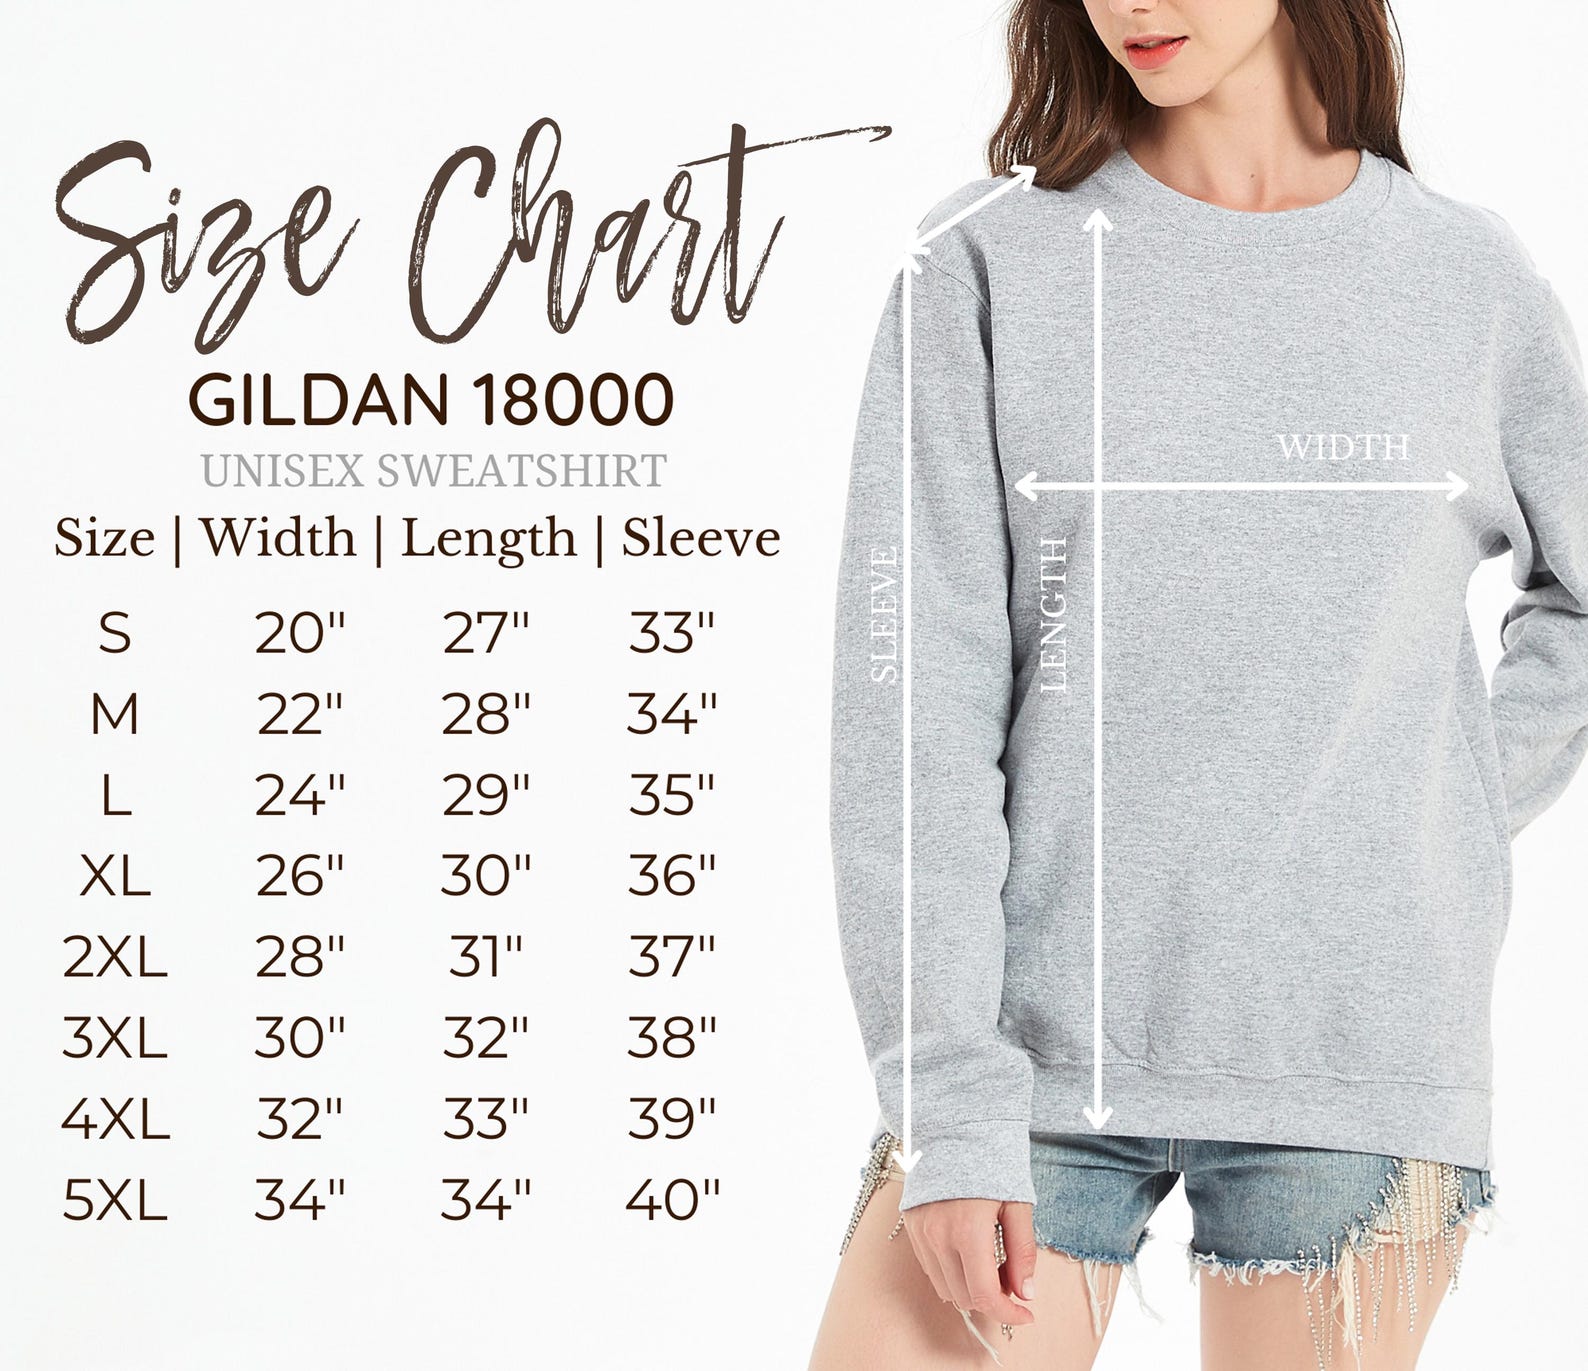 Size Chart
GILDAN 18000
UNISEX SWEATSHIRT
Size | Width | Length | Sleeve
S 20" 27" 33"
M 22" 28" 34"
L 24" 29" 35"
XL 26" 30" 36"
2XL 28" 31" 37"
3XL 30" 32" 38"
4XL 32" 33" 39"
5XL 34" 34" 40"
SLEEVE
LENGTH
WIDTH